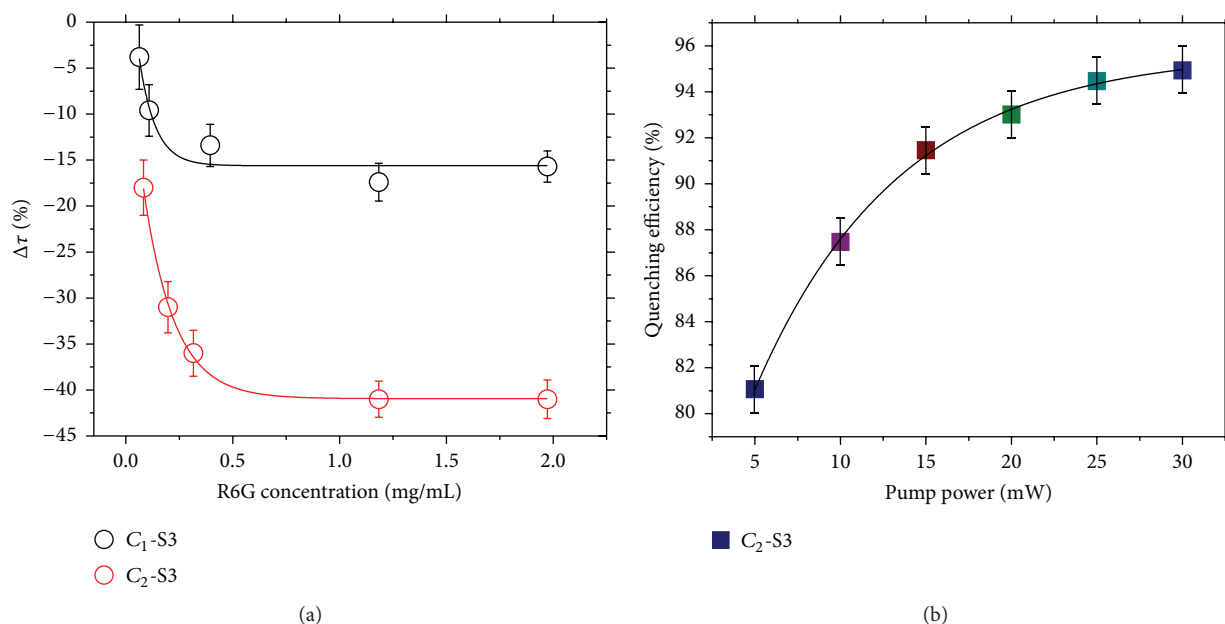 0
−5
−10
−15
−20
−25
−30
−35
−40
−45
Δτ (%)
0.0 0.5 1.0 1.5 2.0
R6G concentration (mg/mL)
C₁-S3
C₂-S3
(a)
96
94
92
90
88
86
84
82
80
Quenching efficiency (%)
5 10 15 20 25 30
Pump power (mW)
C₂-S3
(b)